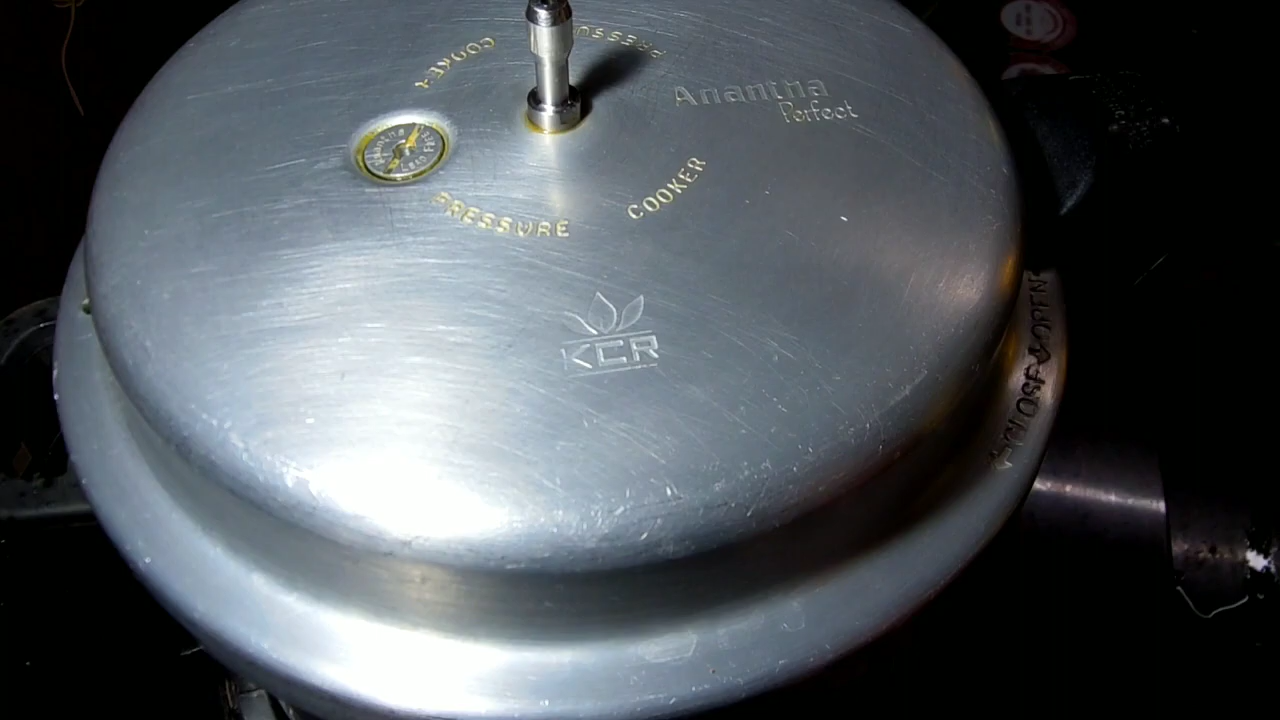 PRESSURE
COOKER
Anantha
Perfect
PRESSURE
COOKER
KCR
CLOSE OPEN